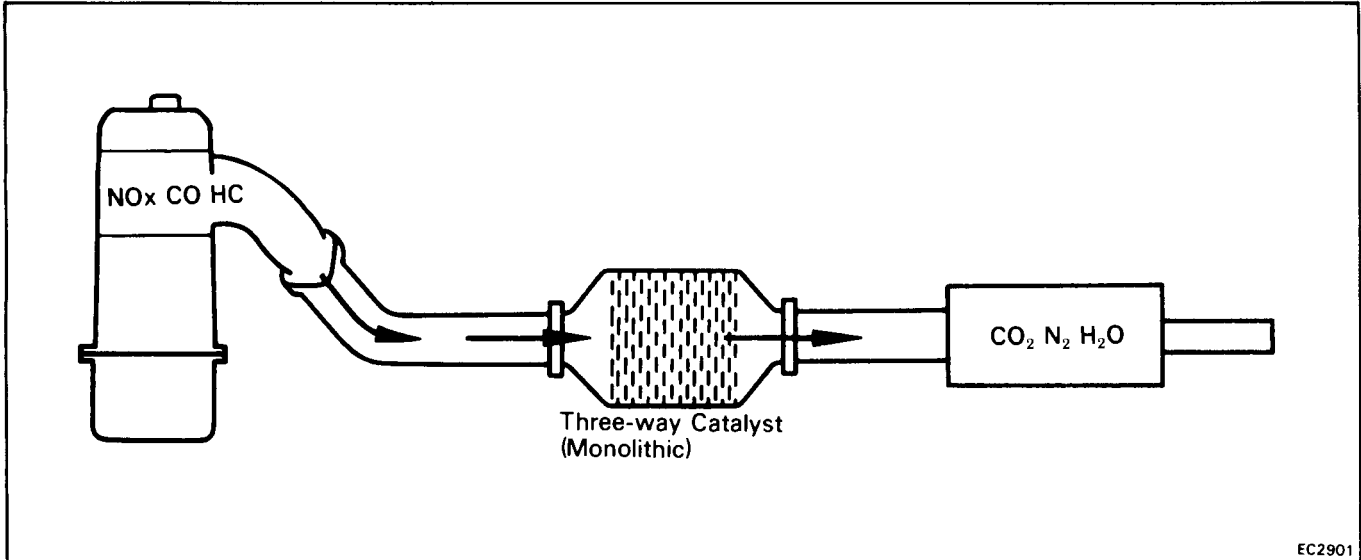 NOx CO HC
CO₂ N₂ H₂O
Three-way Catalyst
(Monolithic)
EC2901